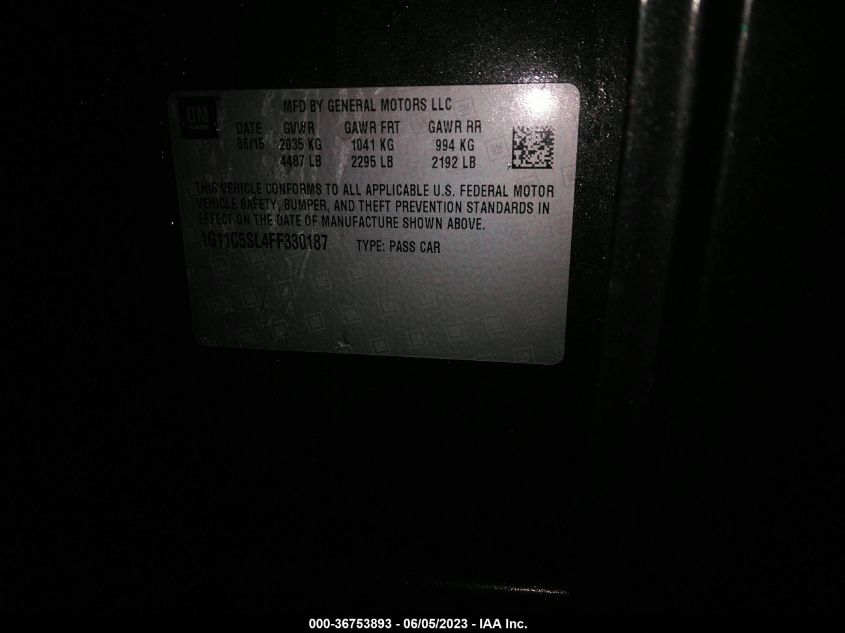 GM
MFD BY GENERAL MOTORS LLC
DATE GVWR GAWR FRT GAWR RR
06/15 2035 KG 1041 KG 994 KG
4487 LB 2295 LB 2192 LB
THIS VEHICLE CONFORMS TO ALL APPLICABLE U.S. FEDERAL MOTOR
VEHICLE SAFETY, BUMPER, AND THEFT PREVENTION STANDARDS IN
EFFECT ON THE DATE OF MANUFACTURE SHOWN ABOVE.
1G11C5SL4FF330187 TYPE: PASS CAR
000-36753893 - 06/05/2023 - IAA Inc.